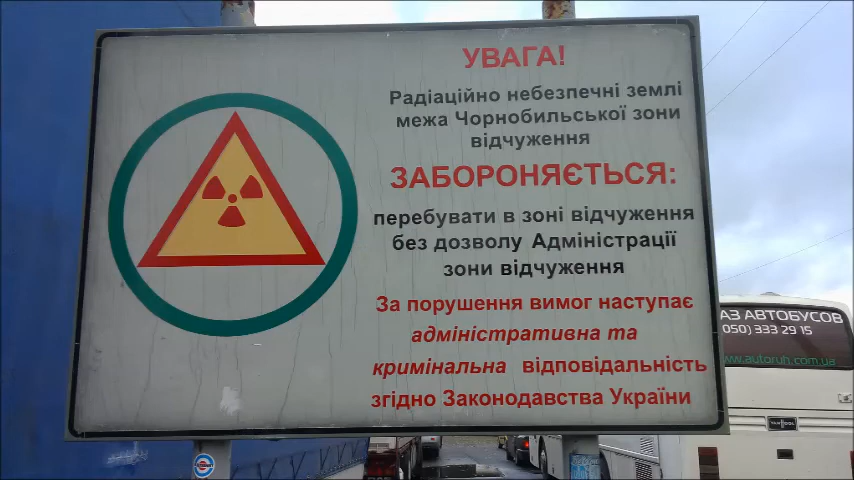 УВАГА!
Радіаційно небезпечні землі
межа Чорнобильської зони
відчуження
ЗАБОРОНЯЄТЬСЯ:
перебувати в зоні відчуження
без дозволу Адміністрації
зони відчуження
За порушення вимог наступає
адміністративна та
кримінальна відповідальність
згідно Законодавства України
АЗ АВТОБУСОВ
050) 333 29 15
www.autoruh.com.ua